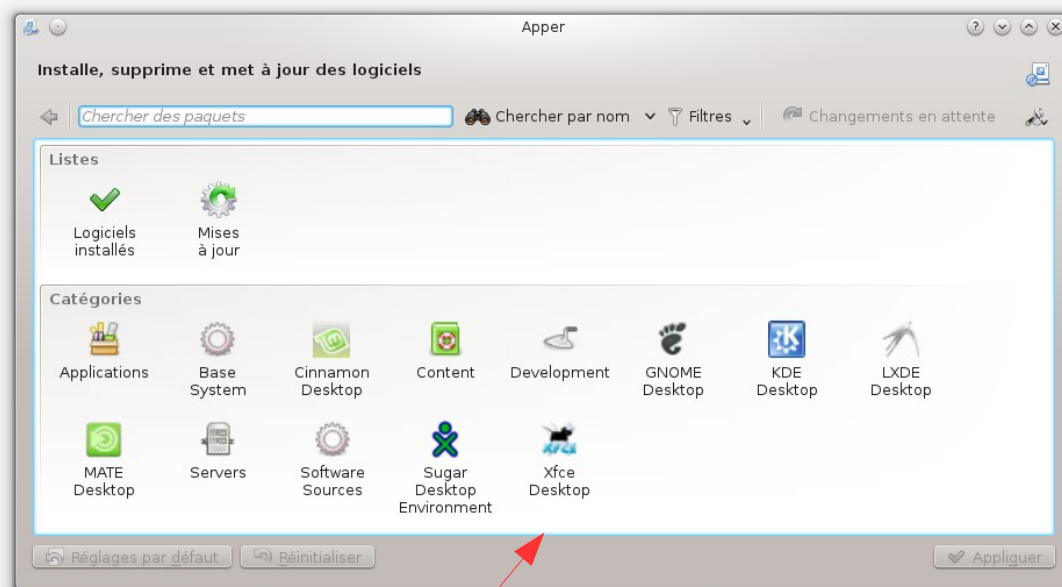 Apper
Installe, supprime et met à jour des logiciels
Chercher des paquets Chercher par nom Filtres Changements en attente
Listes
Logiciels installés
Mises à jour
Catégories
Applications
Base System
Cinnamon Desktop
Content
Development
GNOME Desktop
KDE Desktop
LXDE Desktop
MATE Desktop
Servers
Software Sources
Sugar Desktop Environment
Xfce Desktop
Réglages par défaut Réinitialiser Appliquer